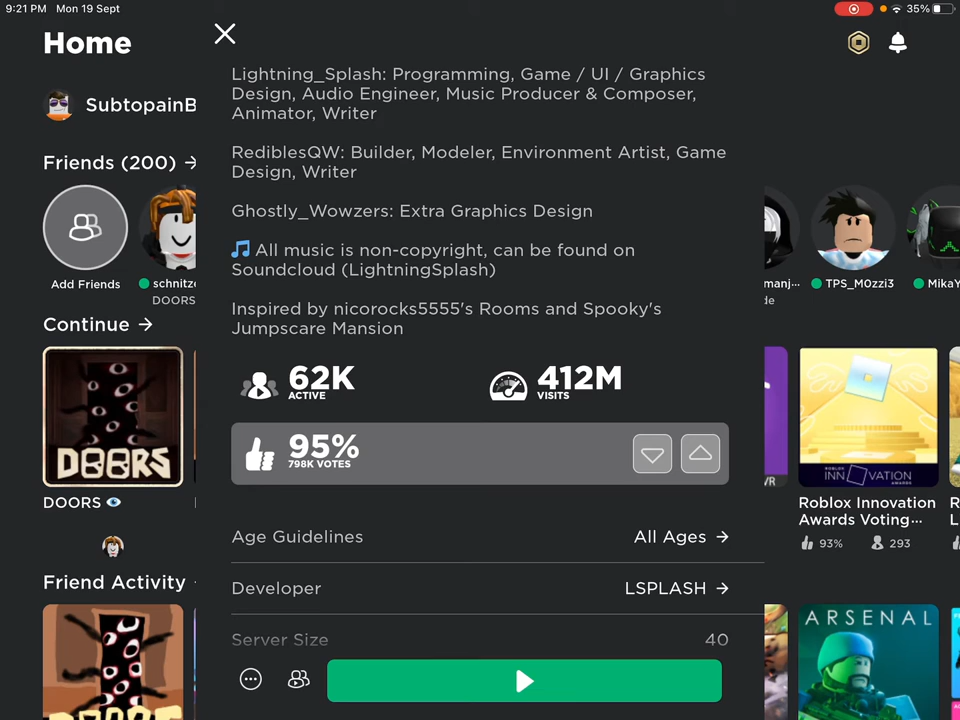 9:21 PM Mon 19 Sept
35%
Home
SubtopainB
Friends (200)
Add Friends
schnitz
DOORS
manj...
de
TPS_M0zzi3
MikaY
Continue
DOORS
DOORS
VR
INNOVATION
Roblox Innovation
Awards Voting...
93% 293
R
L
Friend Activity
ARSENAL
Lightning_Splash: Programming, Game / UI / Graphics
Design, Audio Engineer, Music Producer & Composer,
Animator, Writer
RediblesQW: Builder, Modeler, Environment Artist, Game
Design, Writer
Ghostly_Wowzers: Extra Graphics Design
All music is non-copyright, can be found on
Soundcloud (LightningSplash)
Inspired by nicorocks5555's Rooms and Spooky's
Jumpscare Mansion
62K
ACTIVE
412M
VISITS
95%
798K VOTES
Age Guidelines All Ages
Developer LSPLASH
Server Size 40